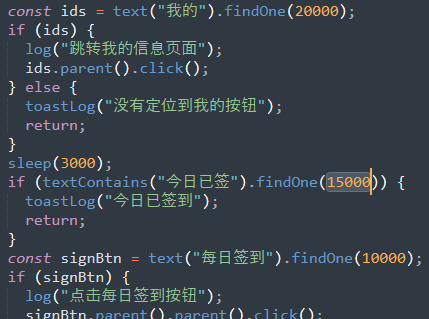 const ids = text("我的").findOne(20000);
if (ids) {
log("跳转我的信息页面");
ids.parent().click();
} else {
toastLog("没有定位到我的按钮");
return;
}
sleep(3000);
if (textContains("今日已签").findOne(15000)) {
toastLog("今日已签到");
return;
}
const signBtn = text("每日签到").findOne(10000);
if (signBtn) {
log("点击每日签到按钮");
signBtn.parent().parent().click();